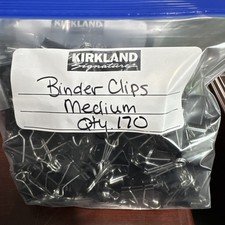 KIRKLAND
Signature
Binder Clips
Medium
Qty. 170